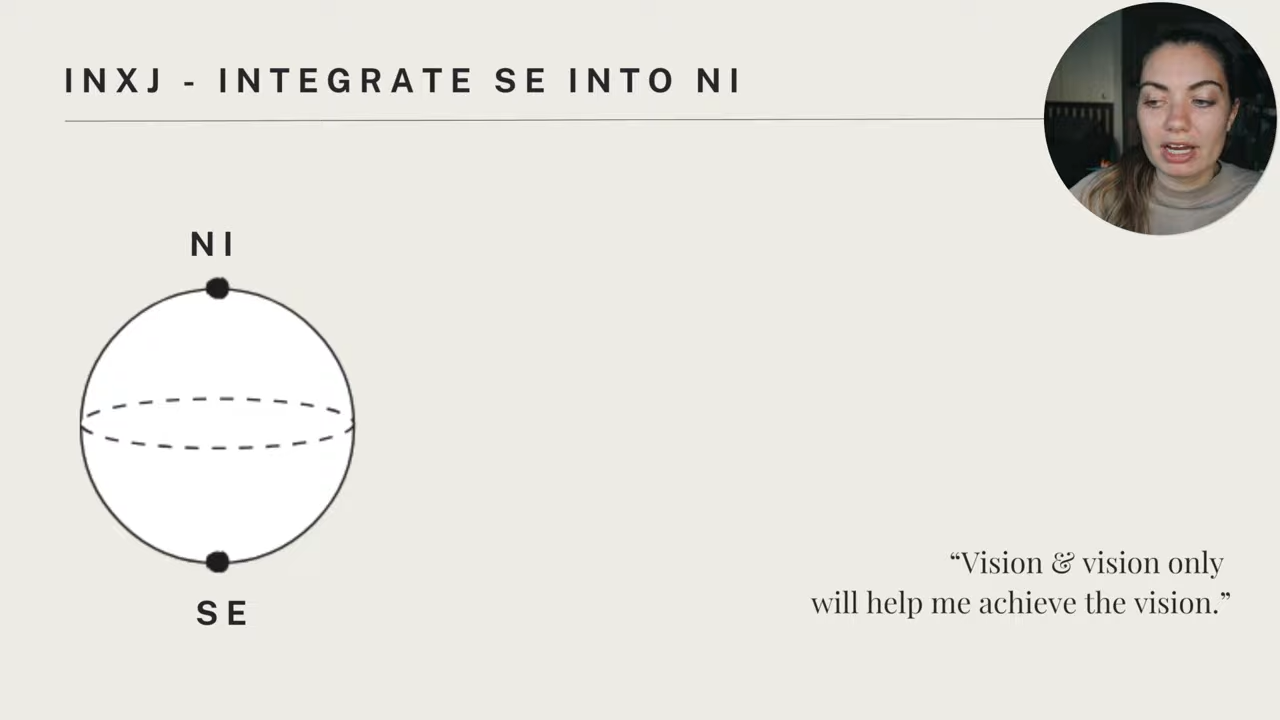 INXJ - INTEGRATE SE INTO NI
NI
SE
“Vision & vision only
will help me achieve the vision.”